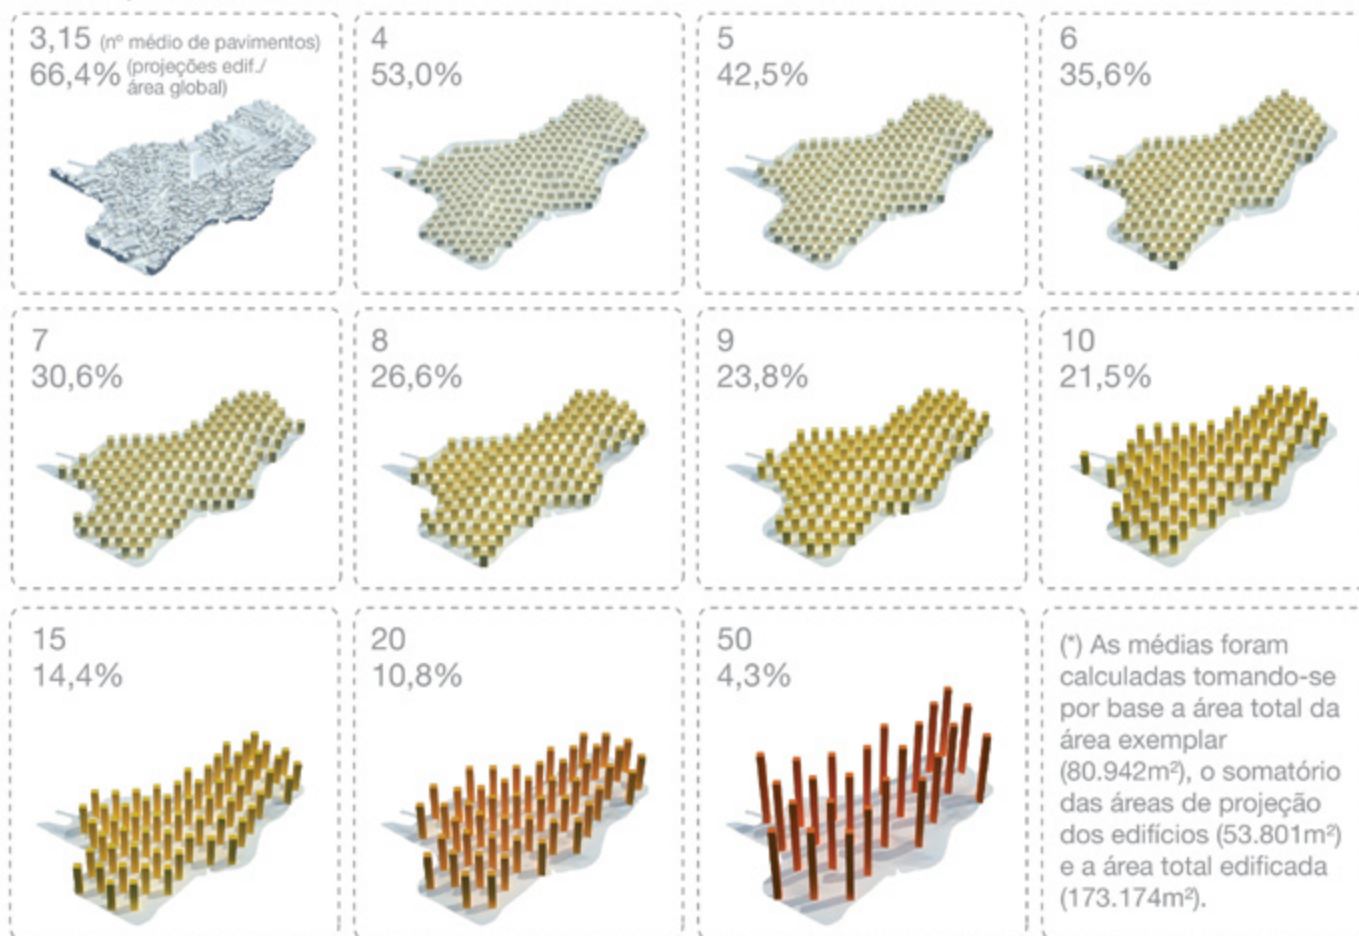 3,15 (nº médio de pavimentos)
66,4% (projeções edif./
área global)
4
53,0%
5
42,5%
6
35,6%
7
30,6%
8
26,6%
9
23,8%
10
21,5%
15
14,4%
20
10,8%
50
4,3%
(*) As médias foram
calculadas tomando-se
por base a área total da
área exemplar
(80.942m²), o somatório
das áreas de projeção
dos edifícios (53.801m²)
e a área total edificada
(173.174m²).